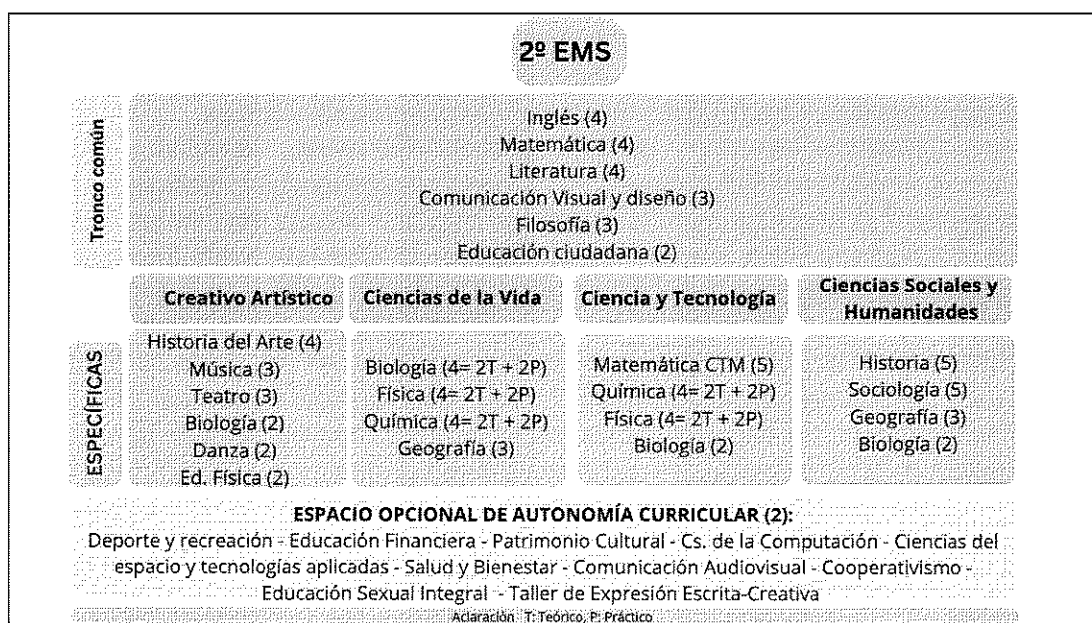 2º EMS
Tronco común
Inglés (4)
Matemática (4)
Literatura (4)
Comunicación Visual y diseño (3)
Filosofía (3)
Educación ciudadana (2)
Creativo Artístico
Ciencias de la Vida
Ciencia y Tecnología
Ciencias Sociales y
Humanidades
ESPECÍFICAS
Historia del Arte (4)
Música (3)
Teatro (3)
Biología (2)
Danza (2)
Ed. Física (2)
Biología (4= 2T + 2P)
Física (4= 2T + 2P)
Química (4= 2T + 2P)
Geografía (3)
Matemática CTM (5)
Química (4= 2T + 2P)
Física (4= 2T + 2P)
Biología (2)
Historia (5)
Sociología (5)
Geografía (3)
Biología (2)
ESPACIO OPCIONAL DE AUTONOMÍA CURRICULAR (2):
Deporte y recreación - Educación Financiera - Patrimonio Cultural - Cs. de la Computación - Ciencias del
espacio y tecnologías aplicadas - Salud y Bienestar - Comunicación Audiovisual - Cooperativismo -
Educación Sexual Integral - Taller de Expresión Escrita-Creativa
Aclaración T: Teórico, P: Práctico